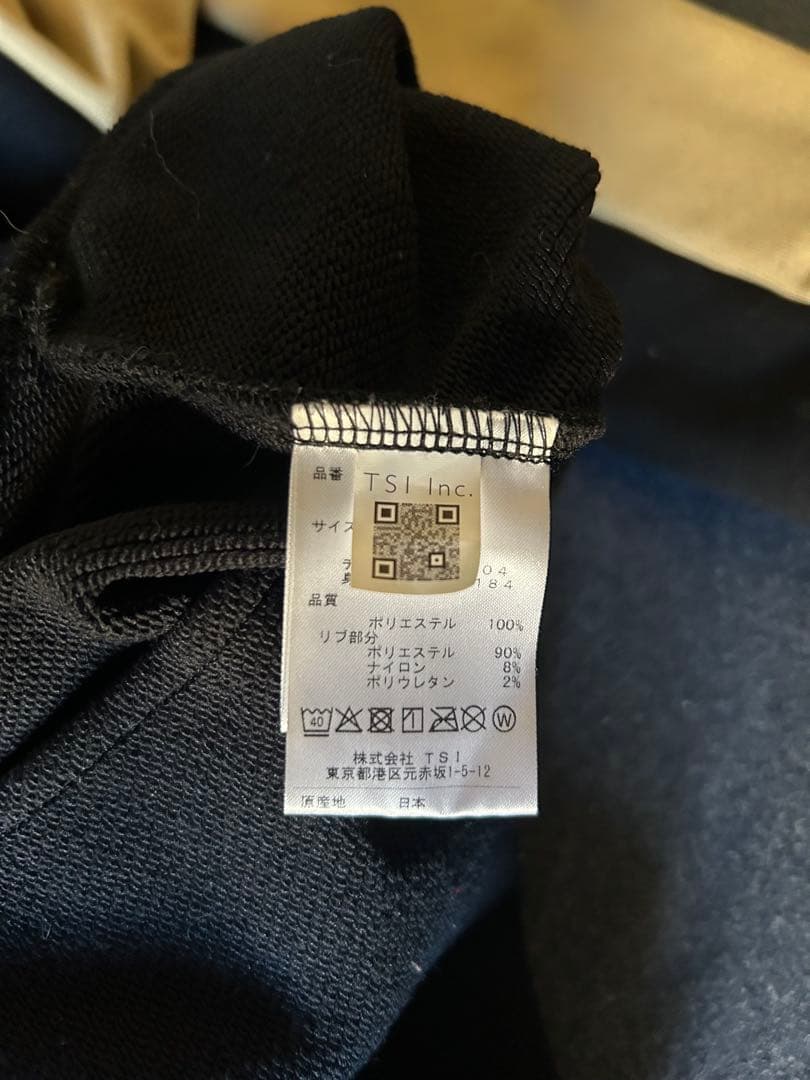 品番
TSI Inc.
サイズ
04
184
品質
ポリエステル 100%
リブ部分
ポリエステル 90%
ナイロン 8%
ポリウレタン 2%
40 W
株式会社 TSI
東京都港区元赤坂1-5-12
原産地 日本